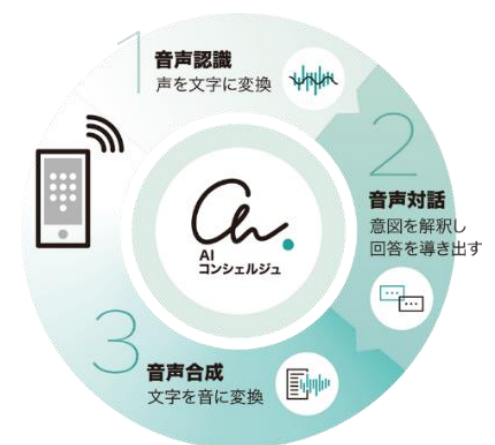 1
音声認識
声を文字に変換
2
音声対話
意図を解釈し
回答を導き出す
3
音声合成
文字を音に変換
AI
コンシェルジュ